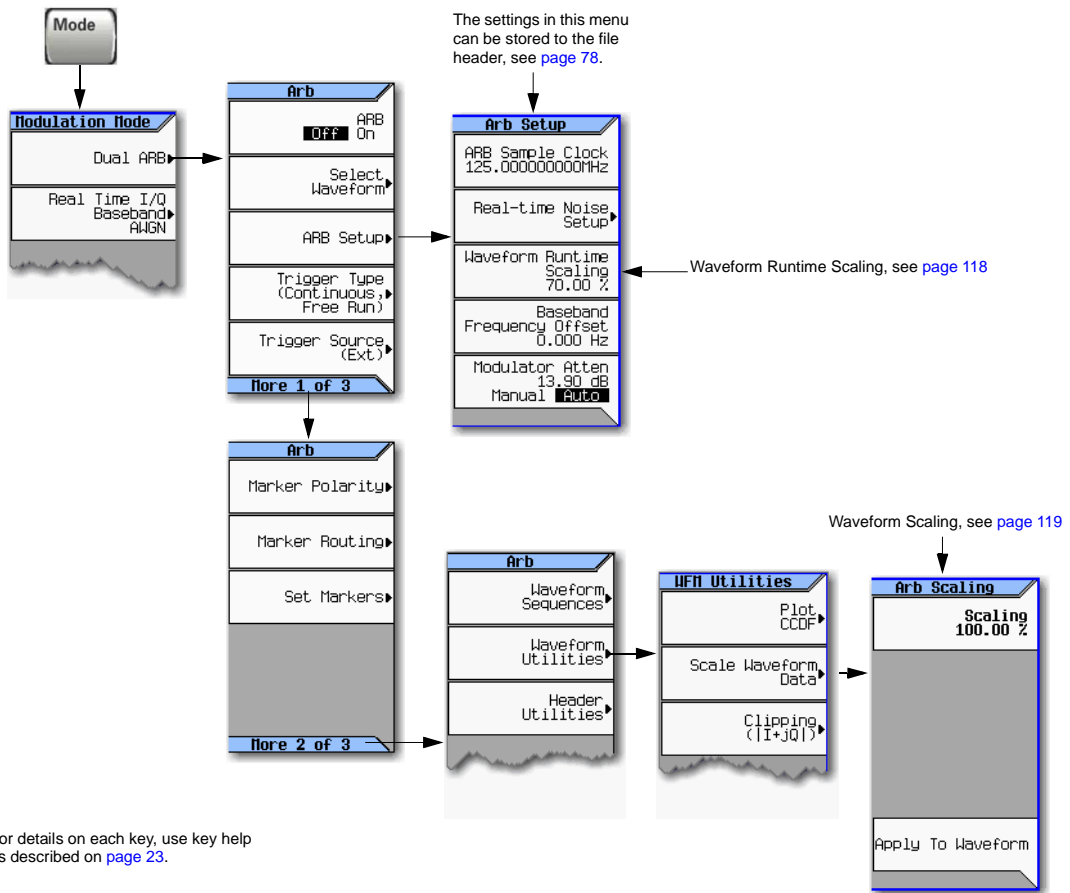 Mode
The settings in this menu
can be stored to the file
header, see page 78.
Modulation Mode
Dual ARB
Real Time I/Q
Baseband
AWGN
Arb
ARB
Off On
Select
Waveform
ARB Setup
Trigger Type
(Continuous,
Free Run)
Trigger Source
(Ext)
More 1 of 3
Arb Setup
ARB Sample Clock
125.000000000MHz
Real-time Noise
Setup
Waveform Runtime
Scaling
70.00 %
Baseband
Frequency Offset
0.000 Hz
Modulator Atten
13.90 dB
Manual Auto
Waveform Runtime Scaling, see page 118
Arb
Marker Polarity
Marker Routing
Set Markers
More 2 of 3
Arb
Waveform
Sequences
Waveform
Utilities
Header
Utilities
WFM Utilities
Plot
CCDF
Scale Waveform
Data
Clipping
(|I+jQ|)
Waveform Scaling, see page 119
Arb Scaling
Scaling
100.00 %
Apply To Waveform
or details on each key, use key help
s described on page 23.